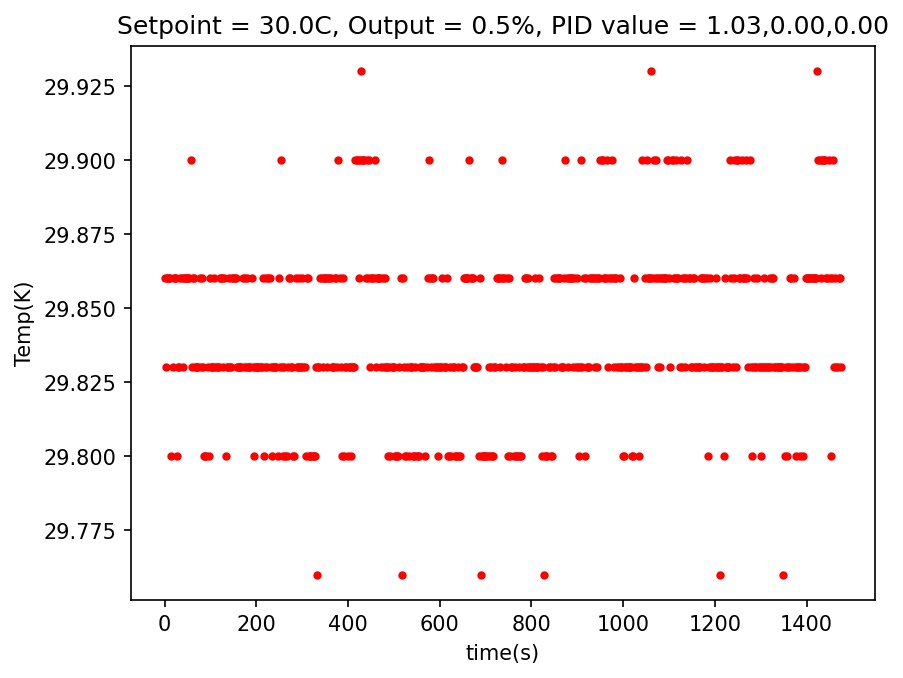 Setpoint = 30.0C, Output = 0.5%, PID value = 1.03,0.00,0.00
29.925
29.900
29.875
29.850
29.825
29.800
29.775
Temp(K)
0 200 400 600 800 1000 1200 1400
time(s)